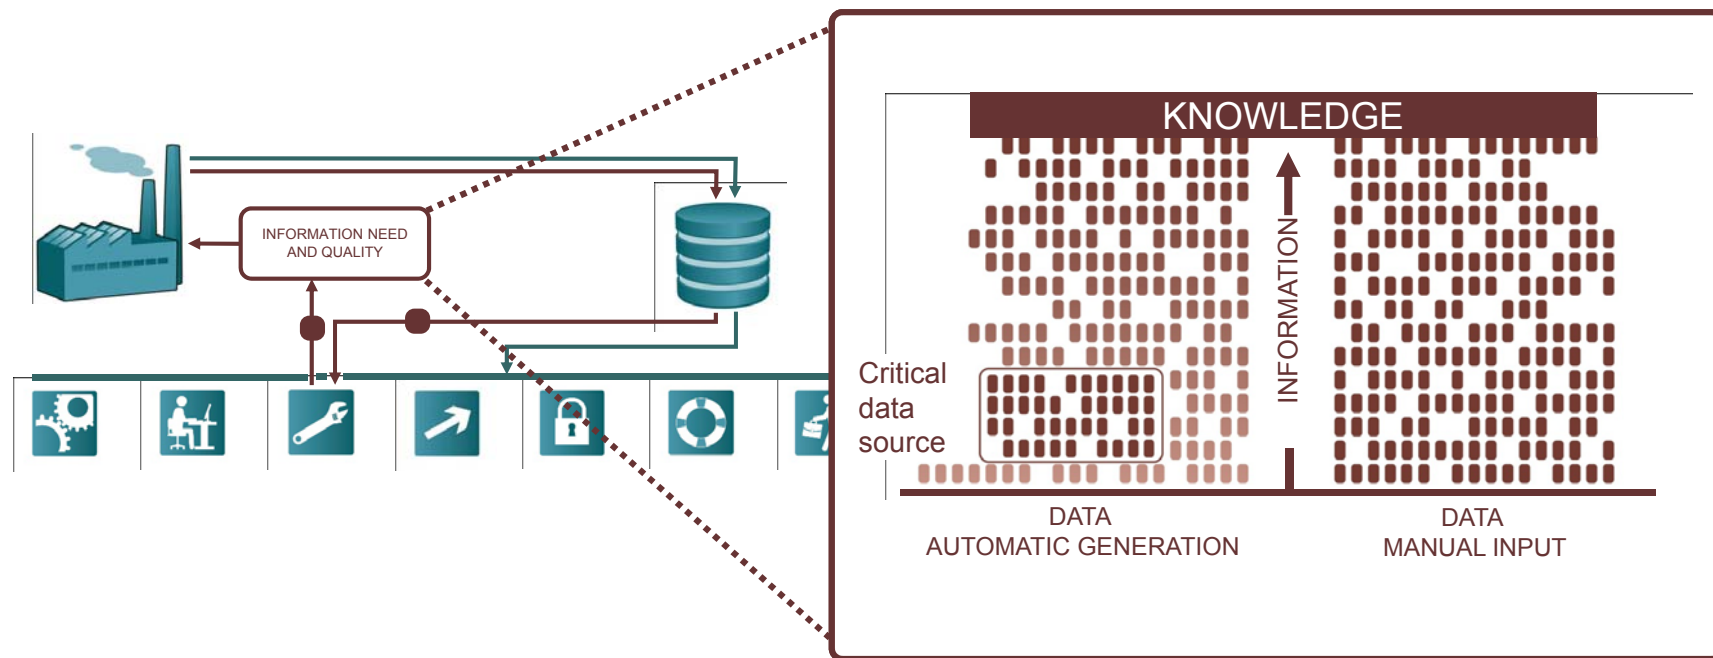 INFORMATION NEED
AND QUALITY
KNOWLEDGE
INFORMATION
Critical
data
source
DATA
AUTOMATIC GENERATION
DATA
MANUAL INPUT